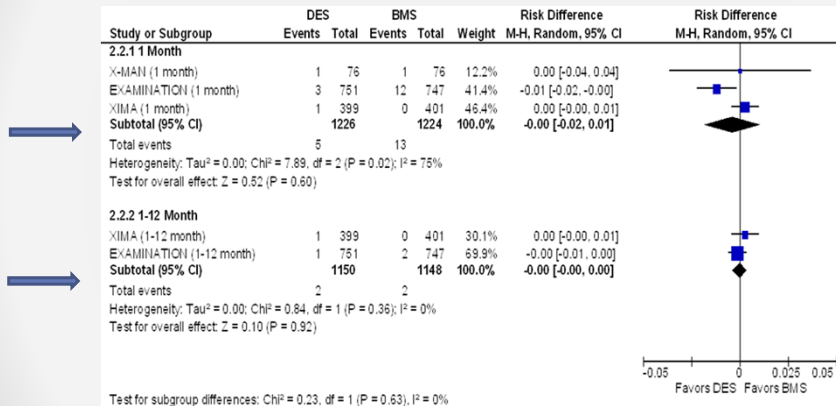 DES BMS Risk Difference Risk Difference
Study or Subgroup Events Total Events Total Weight M-H, Random, 95% CI M-H, Random, 95% CI
2.2.1 1 Month
X-MAN (1 month) 1 76 1 76 12.2% 0.00 [-0.04, 0.04]
EXAMINATION (1 month) 3 751 12 747 41.4% -0.01 [-0.02, -0.00]
XIMA (1 month) 1 399 0 401 46.4% 0.00 [-0.00, 0.01]
Subtotal (95% CI) 1226 1224 100.0% -0.00 [-0.02, 0.01]
Total events 5 13
Heterogeneity: Tau² = 0.00; Chi² = 7.89, df = 2 (P = 0.02); I² = 75%
Test for overall effect: Z = 0.52 (P = 0.60)
2.2.2 1-12 Month
XIMA (1-12 month) 1 399 0 401 30.1% 0.00 [-0.00, 0.01]
EXAMINATION (1-12 month) 1 751 2 747 69.9% -0.00 [-0.01, 0.00]
Subtotal (95% CI) 1150 1148 100.0% -0.00 [-0.00, 0.00]
Total events 2 2
Heterogeneity: Tau² = 0.00; Chi² = 0.84, df = 1 (P = 0.36); I² = 0%
Test for overall effect: Z = 0.10 (P = 0.92)
-0.05 0 0.025 0.05
Favors DES Favors BMS
Test for subgroup differences: Chi² = 0.23, df = 1 (P = 0.63), I² = 0%